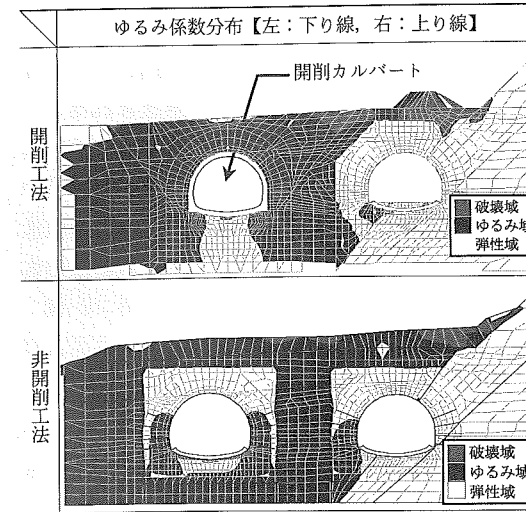 ゆるみ係数分布【左:下り線，右:上り線】
開削カルバート
開削工法
破壊域
ゆるみ域
弾性域
非開削工法
破壊域
ゆるみ域
弾性域